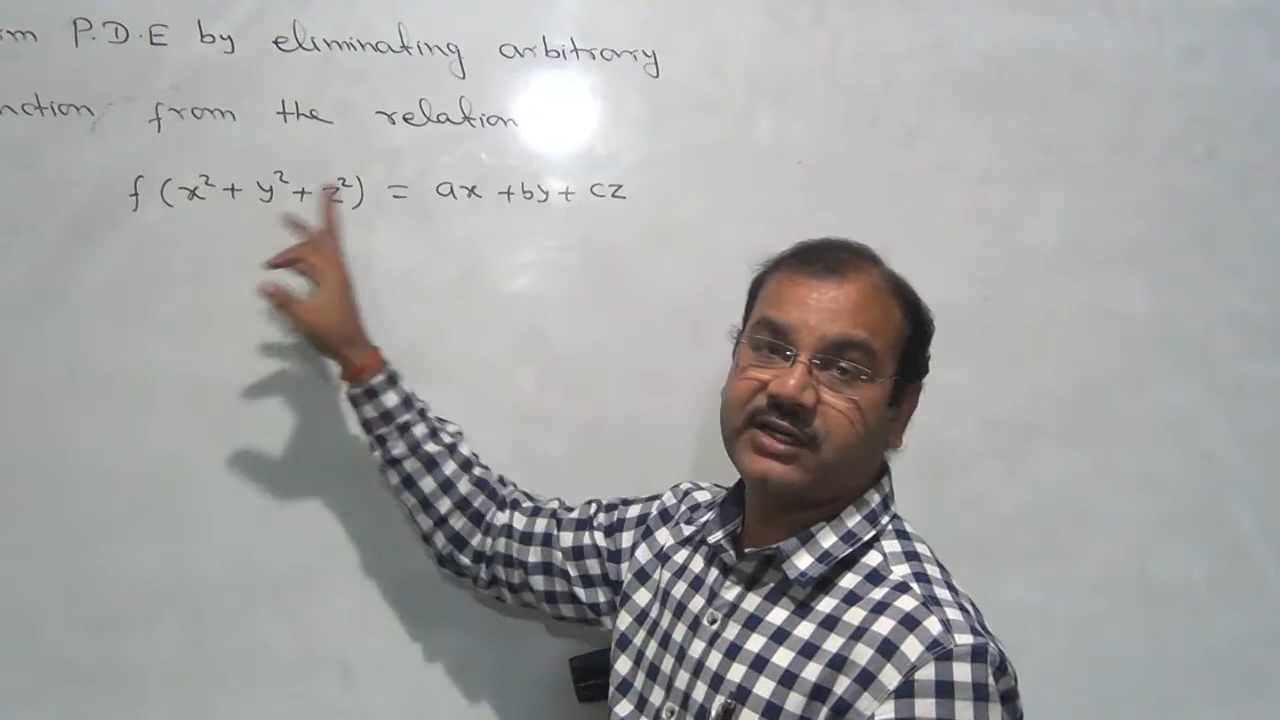 m P.D.E by eliminating arbitrary
nction from the relation
f (x² + y² + z²) = ax + by + cz